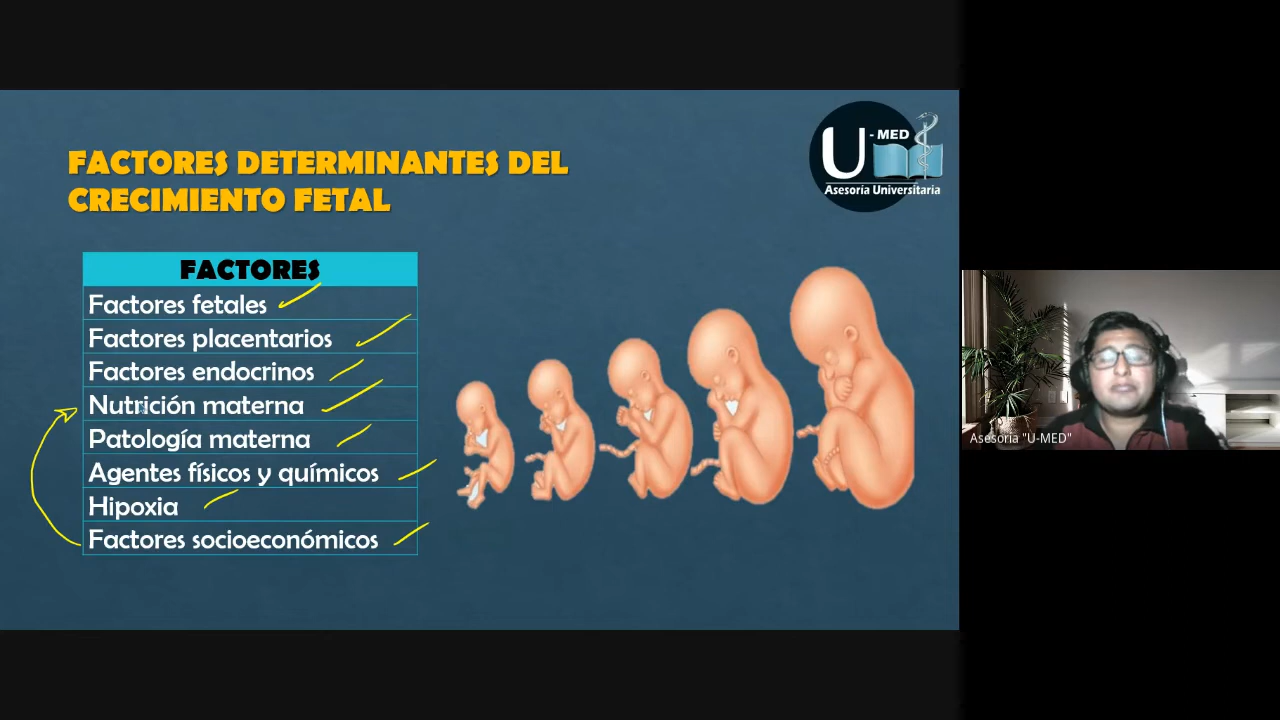 FACTORES DETERMINANTES DEL
CRECIMIENTO FETAL
U - MED
Asesoría Universitaria
FACTORES
Factores fetales
Factores placentarios
Factores endocrinos
Nutrición materna
Patología materna
Agentes físicos y químicos
Hipoxia
Factores socioeconómicos
Asesoria "U-MED"